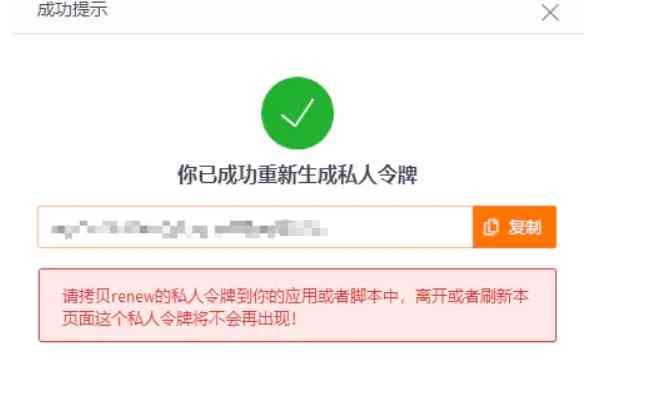 成功提示
你已成功重新生成私人令牌
复制
请拷贝renew的私人令牌到你的应用或者脚本中，离开或者刷新本
页面这个私人令牌将不会再出现！